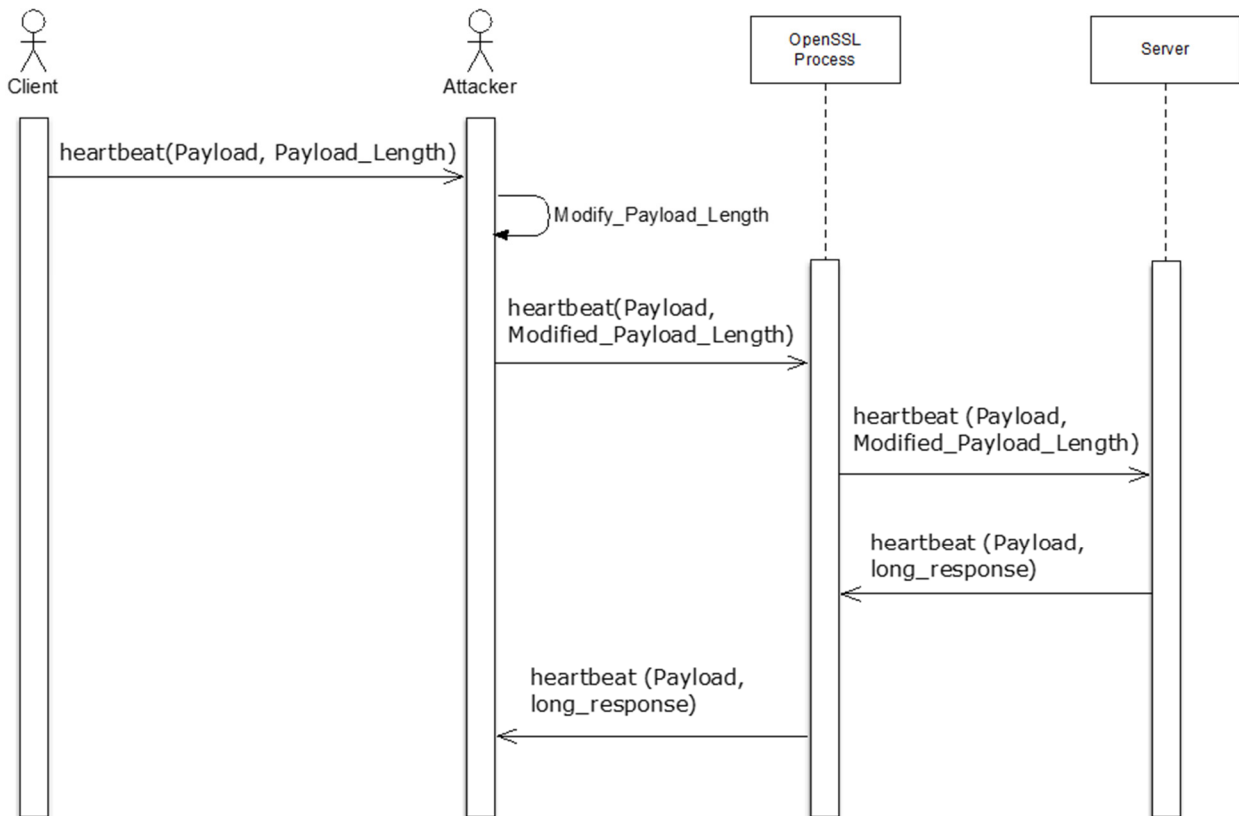 Client
Attacker
OpenSSL
Process
Server
heartbeat(Payload, Payload_Length)
Modify_Payload_Length
heartbeat(Payload,
Modified_Payload_Length)
heartbeat (Payload,
Modified_Payload_Length)
heartbeat (Payload,
long_response)
heartbeat (Payload,
long_response)